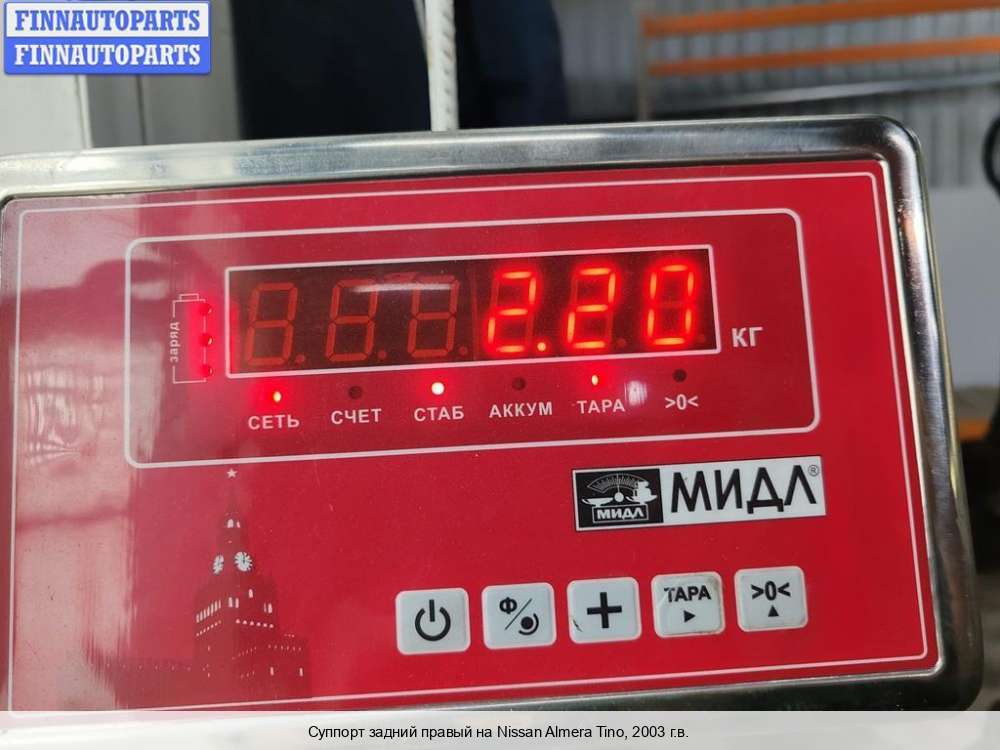 FINNAUTOPARTS
FINNAUTOPARTS
заряд
2.20
КГ
СЕТЬ СЧЕТ СТАБ АККУМ ТАРА >0<
МИДЛ МИДЛ®
Ф/ + ТАРА >0<
Суппорт задний правый на Nissan Almera Tino, 2003 г.в.